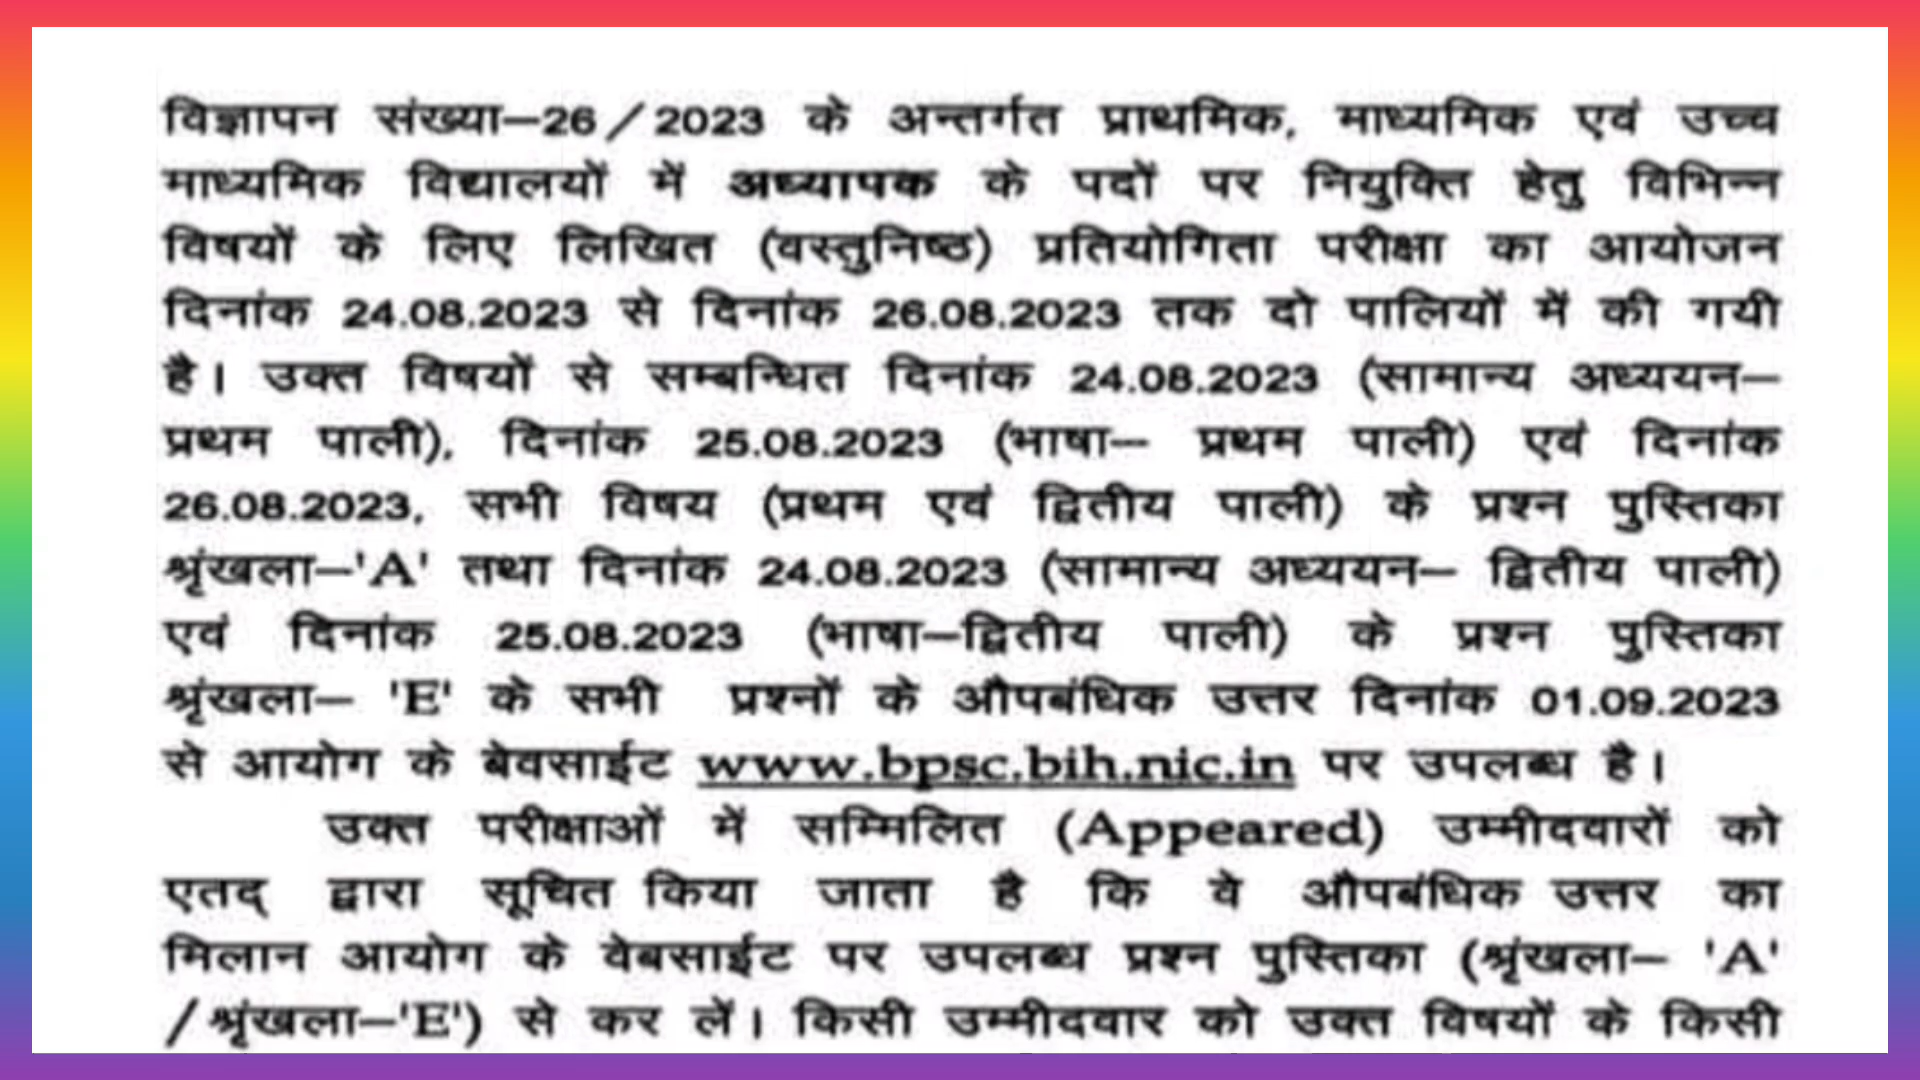 विज्ञापन संख्या–26/2023 के अन्तर्गत प्राथमिक, माध्यमिक एवं उच्च
माध्यमिक विद्यालयों में अध्यापक के पदों पर नियुक्ति हेतु विभिन्न
विषयों के लिए लिखित (वस्तुनिष्ठ) प्रतियोगिता परीक्षा का आयोजन
दिनांक 24.08.2023 से दिनांक 26.08.2023 तक दो पालियों में की गयी
है। उक्त विषयों से सम्बन्धित दिनांक 24.08.2023 (सामान्य अध्ययन–
प्रथम पाली), दिनांक 25.08.2023 (भाषा– प्रथम पाली) एवं दिनांक
26.08.2023, सभी विषय (प्रथम एवं द्वितीय पाली) के प्रश्न पुस्तिका
श्रृंखला–'A' तथा दिनांक 24.08.2023 (सामान्य अध्ययन– द्वितीय पाली)
एवं दिनांक 25.08.2023 (भाषा–द्वितीय पाली) के प्रश्न पुस्तिका
श्रृंखला– 'E' के सभी प्रश्नों के औपबंधिक उत्तर दिनांक 01.09.2023
से आयोग के बेवसाईट www.bpsc.bih.nic.in पर उपलब्ध है।
उक्त परीक्षाओं में सम्मिलित (Appeared) उम्मीदवारों को
एतद् द्वारा सूचित किया जाता है कि वे औपबंधिक उत्तर का
मिलान आयोग के वेबसाईट पर उपलब्ध प्रश्न पुस्तिका (श्रृंखला– 'A'
/श्रृंखला–'E') से कर लें। किसी उम्मीदवार को उक्त विषयों के किसी